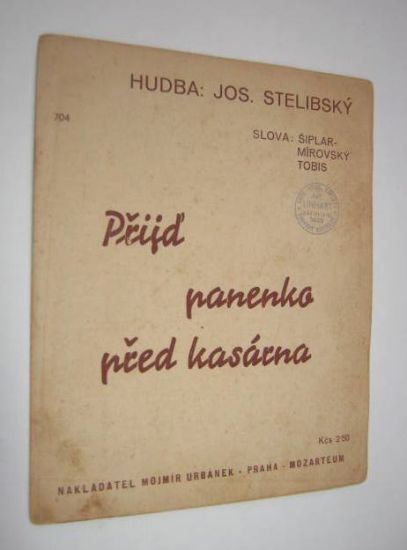 HUDBA: JOS. STELIBSKÝ
704
SLOVA: ŠIPLAR-
MÍROVSKÝ
TOBIS
LINHART
Přijď
panenko
před kasárna
Kčs 2·50
NAKLADATEL MOJMÍR URBÁNEK - PRAHA - MOZARTEUM